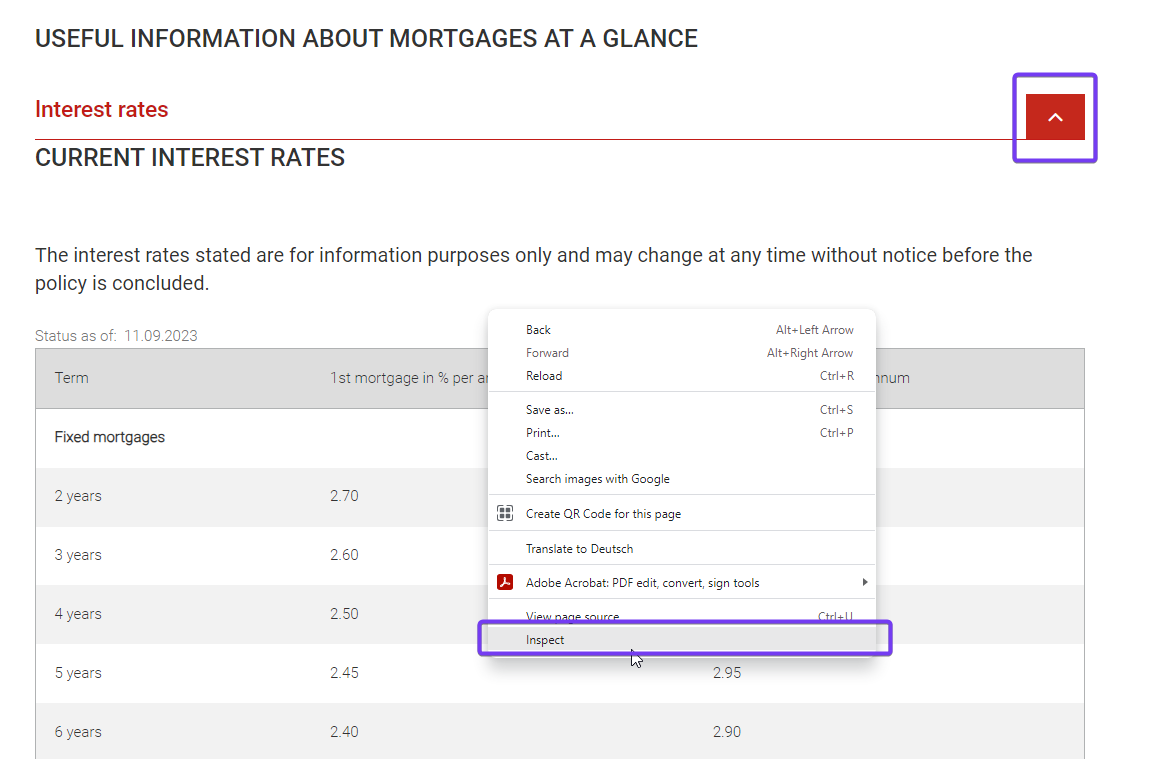 USEFUL INFORMATION ABOUT MORTGAGES AT A GLANCE
Interest rates
CURRENT INTEREST RATES
The interest rates stated are for information purposes only and may change at any time without notice before the
policy is concluded.
Status as of: 11.09.2023
Term 1st mortgage in % per
Fixed mortgages
2 years 2.70
3 years 2.60
4 years 2.50
5 years 2.45 2.95
6 years 2.40 2.90
Back Alt+Left Arrow
Forward Alt+Right Arrow
Reload Ctrl+R
Save as... Ctrl+S
Print... Ctrl+P
Cast...
Search images with Google
Create QR Code for this page
Translate to Deutsch
Adobe Acrobat: PDF edit, convert, sign tools
View page source Ctrl+U
Inspect